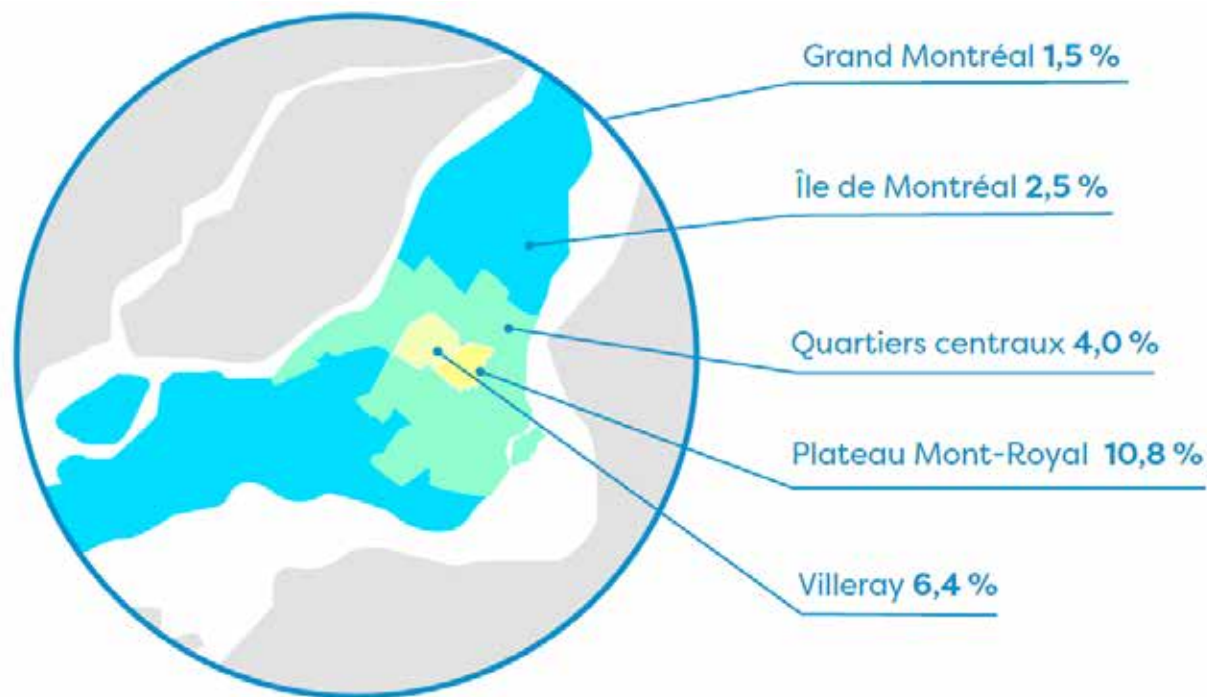 Grand Montréal 1,5 %
Île de Montréal 2,5 %
Quartiers centraux 4,0 %
Plateau Mont-Royal 10,8 %
Villeray 6,4 %